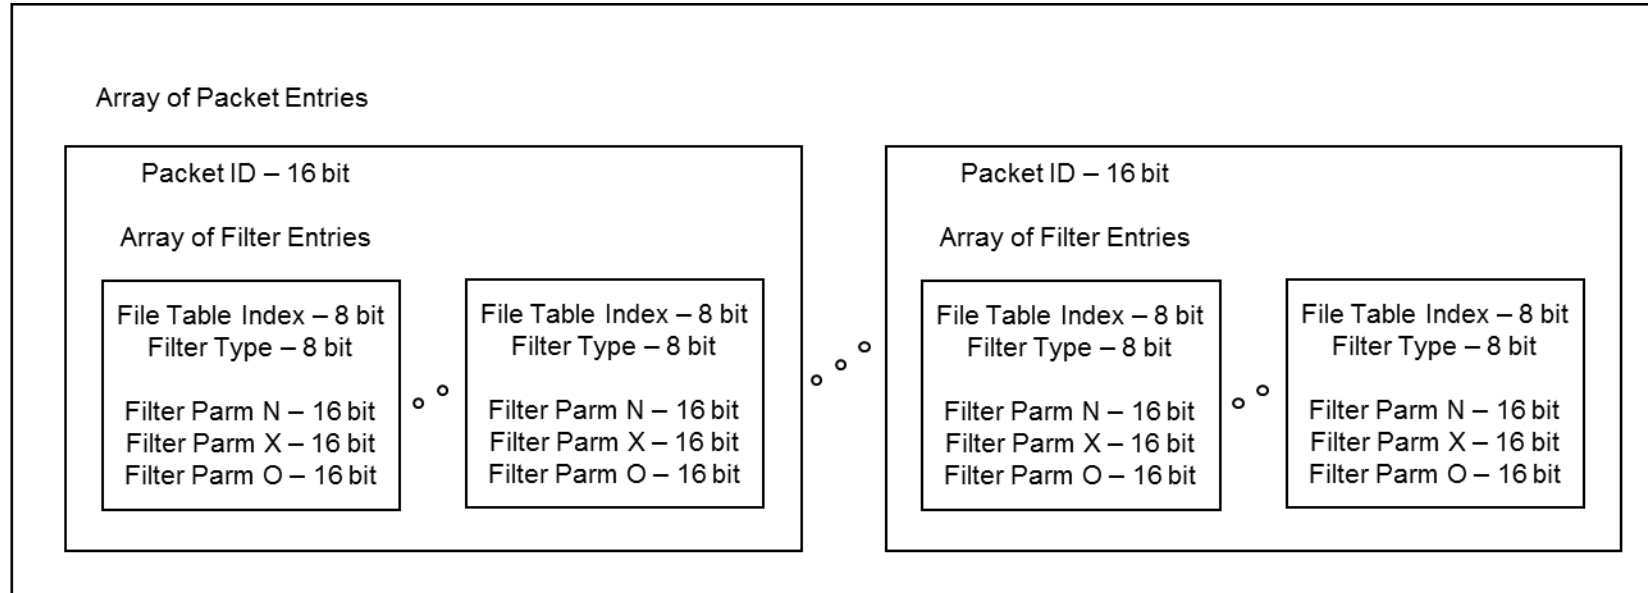 Array of Packet Entries
Packet ID – 16 bit
Array of Filter Entries
File Table Index – 8 bit
Filter Type – 8 bit
Filter Parm N – 16 bit
Filter Parm X – 16 bit
Filter Parm O – 16 bit
File Table Index – 8 bit
Filter Type – 8 bit
Filter Parm N – 16 bit
Filter Parm X – 16 bit
Filter Parm O – 16 bit
Packet ID – 16 bit
Array of Filter Entries
File Table Index – 8 bit
Filter Type – 8 bit
Filter Parm N – 16 bit
Filter Parm X – 16 bit
Filter Parm O – 16 bit
File Table Index – 8 bit
Filter Type – 8 bit
Filter Parm N – 16 bit
Filter Parm X – 16 bit
Filter Parm O – 16 bit